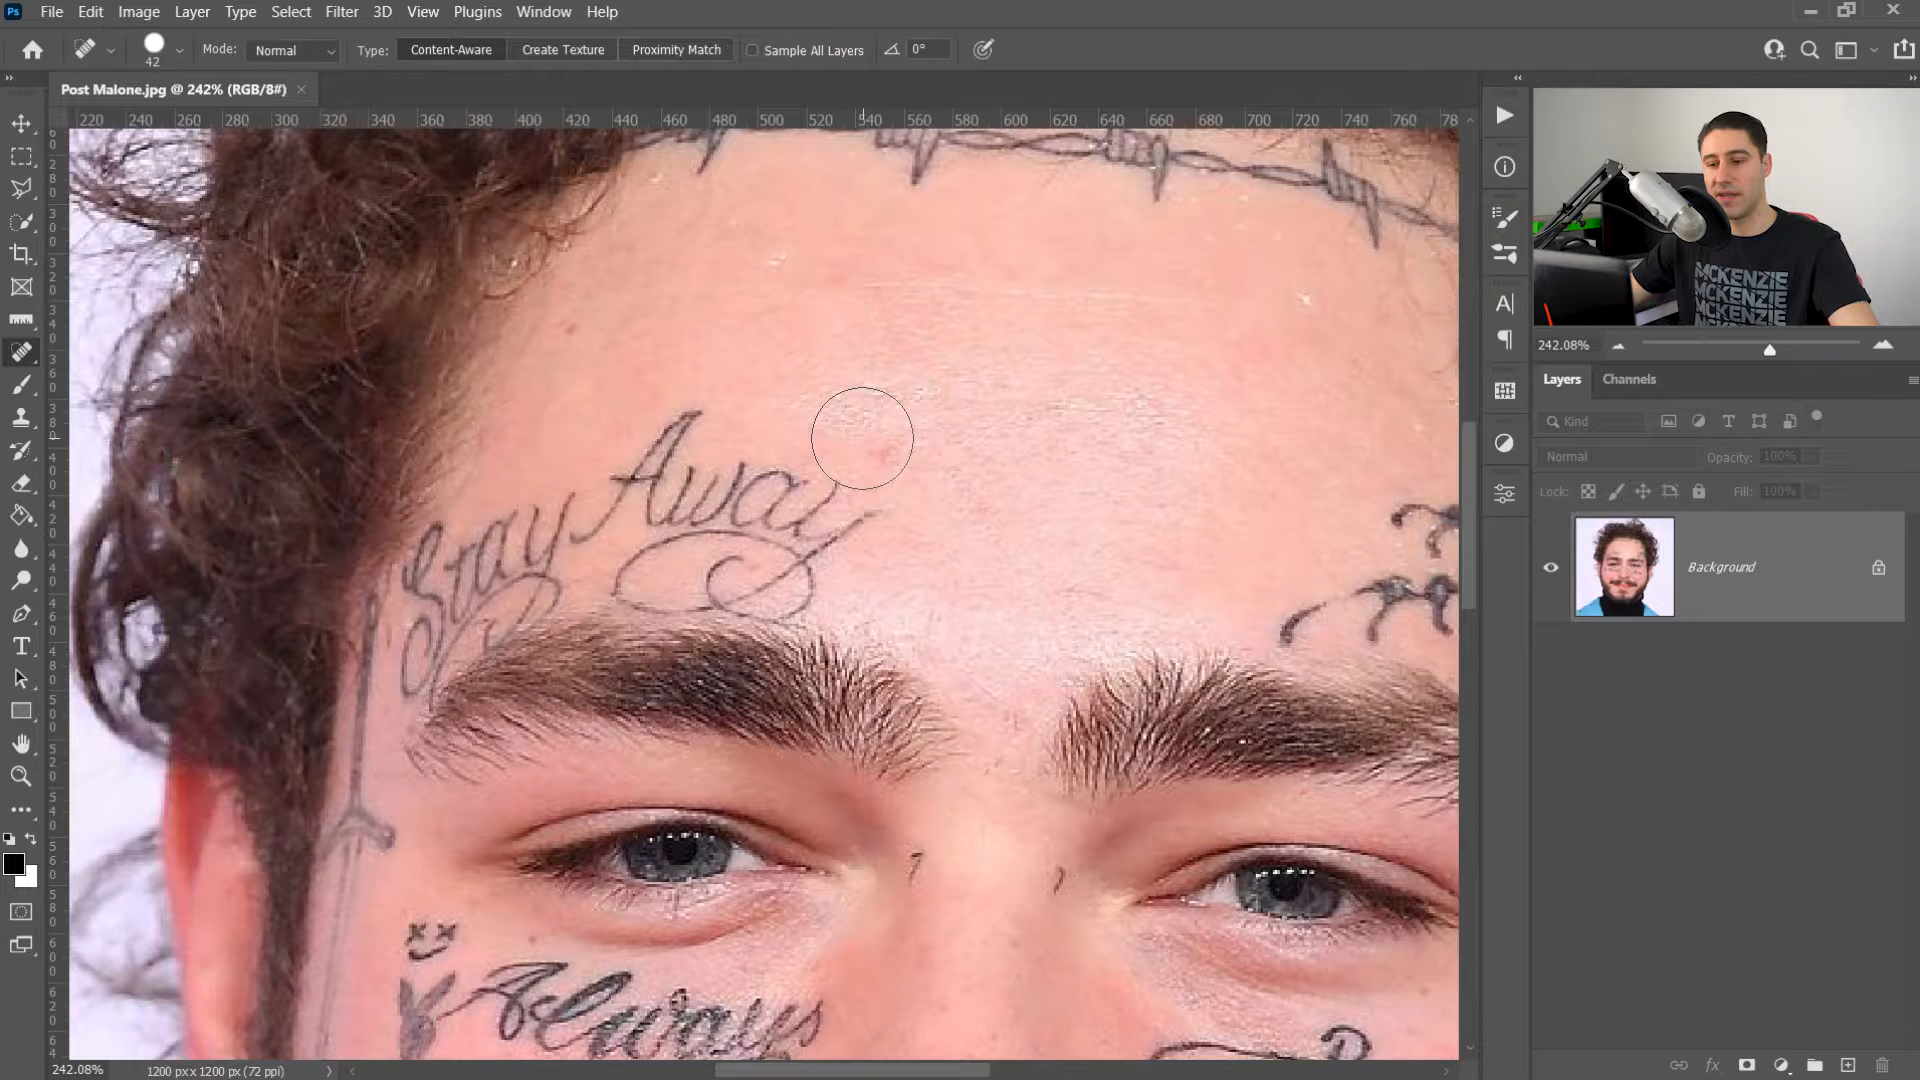 Ps File Edit Image Layer Type Select Filter 3D View Plugins Window Help
42 Mode: Normal Type: Content-Aware Create Texture Proximity Match Sample All Layers 0°
Post Malone.jpg @ 242% (RGB/8#)
220 240 260 280 300 320 340 360 380 400 420 440 460 480 500 520 540 560 580 600 620 640 660 680 700 720 740 760 78
MCKENZIE
MCKENZIE
MCKENZIE
MCKENZIE
242.08%
Layers Channels
Kind
Normal Opacity: 100%
Lock: Fill: 100%
Background
Stay Away
Always
242.08% 1200 px x 1200 px (72 ppi)